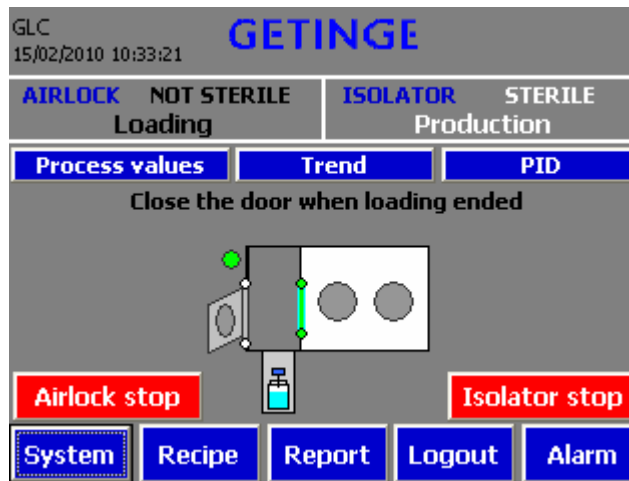 GLC
15/02/2010 10:33:21
GETINGE
AIRLOCK NOT STERILE
Loading
ISOLATOR STERILE
Production
Process values
Trend
PID
Close the door when loading ended
Airlock stop
Isolator stop
System
Recipe
Report
Logout
Alarm